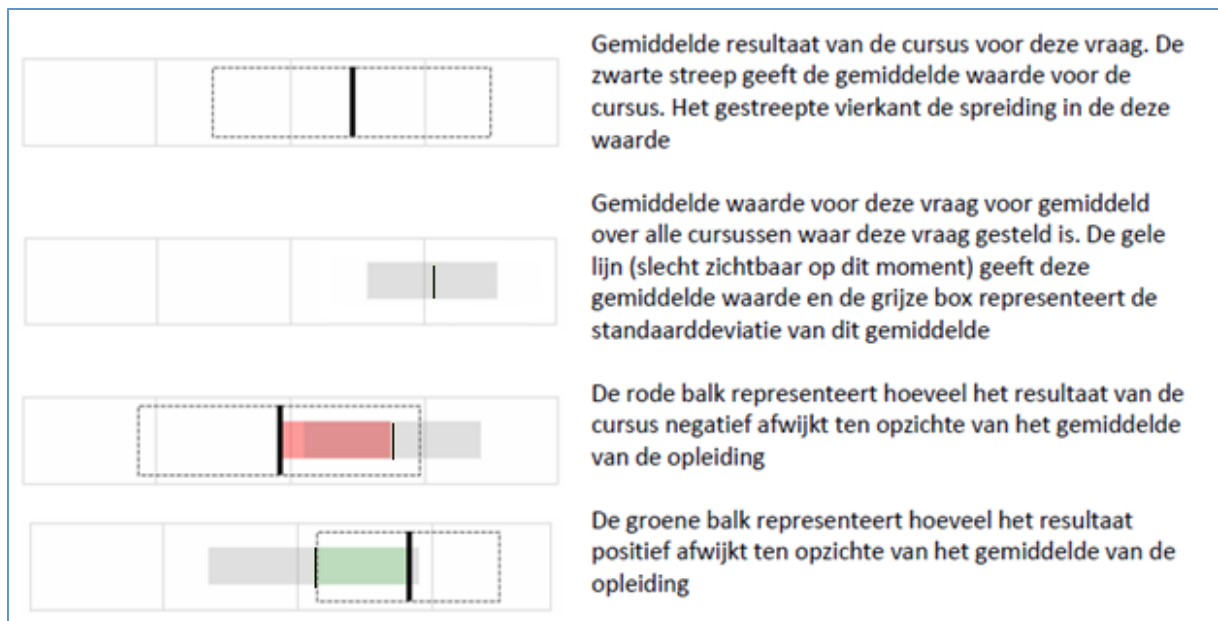 Gemiddelde resultaat van de cursus voor deze vraag. De
zwarte streep geeft de gemiddelde waarde voor de
cursus. Het gestreepte vierkant de spreiding in de deze
waarde
Gemiddelde waarde voor deze vraag voor gemiddeld
over alle cursussen waar deze vraag gesteld is. De gele
lijn (slecht zichtbaar op dit moment) geeft deze
gemiddelde waarde en de grijze box representeert de
standaarddeviatie van dit gemiddelde
De rode balk representeert hoeveel het resultaat van de
cursus negatief afwijkt ten opzichte van het gemiddelde
van de opleiding
De groene balk representeert hoeveel het resultaat
positief afwijkt ten opzichte van het gemiddelde van de
opleiding